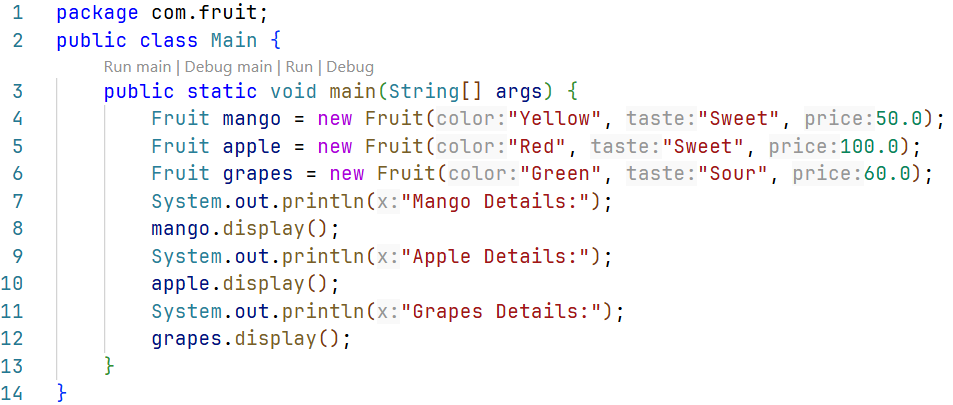 1 package com.fruit;
2 public class Main {
Run main | Debug main | Run | Debug
3 public static void main(String[] args) {
4 Fruit mango = new Fruit(color:"Yellow", taste:"Sweet", price:50.0);
5 Fruit apple = new Fruit(color:"Red", taste:"Sweet", price:100.0);
6 Fruit grapes = new Fruit(color:"Green", taste:"Sour", price:60.0);
7 System.out.println(x:"Mango Details:");
8 mango.display();
9 System.out.println(x:"Apple Details:");
10 apple.display();
11 System.out.println(x:"Grapes Details:");
12 grapes.display();
13 }
14 }